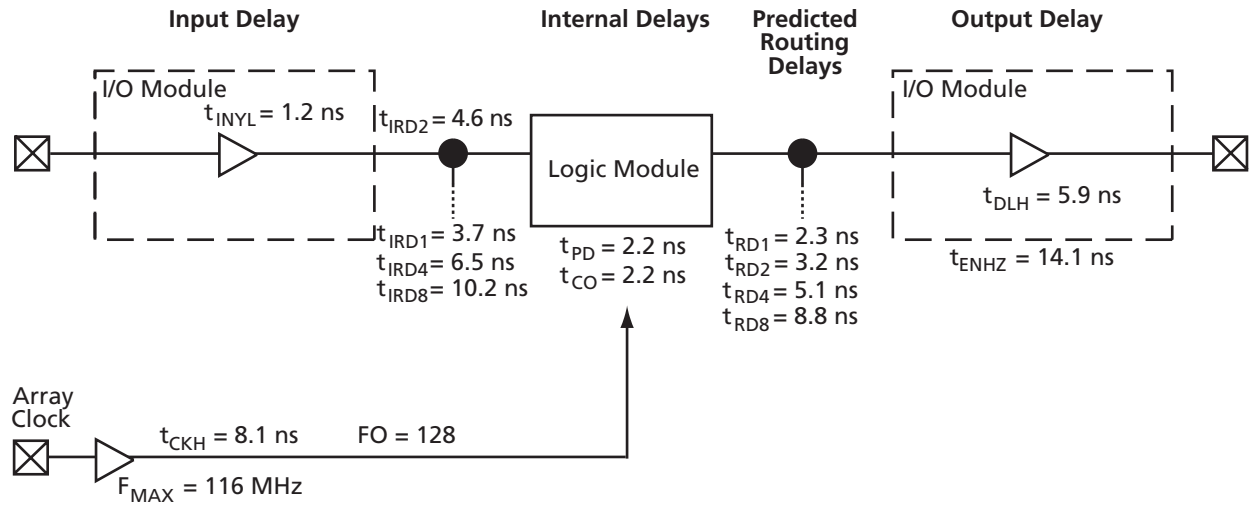 Input Delay
Internal Delays
Predicted
Routing
Delays
Output Delay
I/O Module
tINYL = 1.2 ns
tIRD2 = 4.6 ns
tIRD1 = 3.7 ns
tIRD4 = 6.5 ns
tIRD8 = 10.2 ns
Logic Module
tPD = 2.2 ns
tCO = 2.2 ns
tRD1 = 2.3 ns
tRD2 = 3.2 ns
tRD4 = 5.1 ns
tRD8 = 8.8 ns
I/O Module
tDLH = 5.9 ns
tENHZ = 14.1 ns
Array
Clock
tCKH = 8.1 ns FO = 128
FMAX = 116 MHz